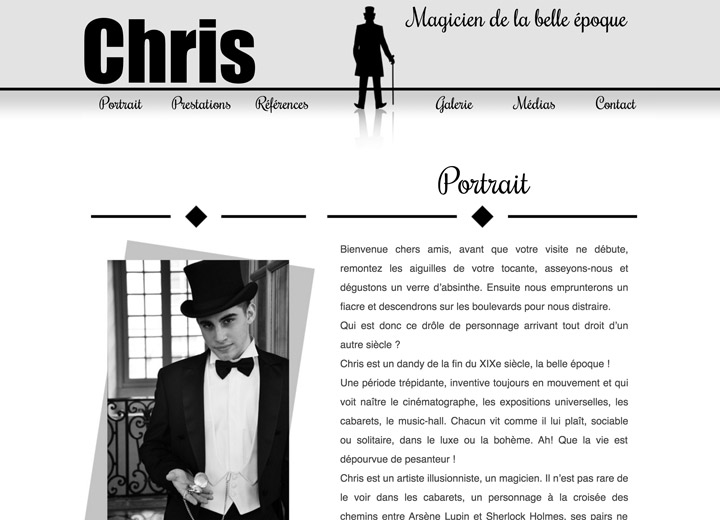 Chris
Magicien de la belle époque
Portrait Prestations Références Galerie Médias Contact
Portrait
Bienvenue chers amis, avant que votre visite ne débute,
remontez les aiguilles de votre tocante, asseyons-nous et
dégustons un verre d’absinthe. Ensuite nous emprunterons un
fiacre et descendrons sur les boulevards pour nous distraire.
Qui est donc ce drôle de personnage arrivant tout droit d’un
autre siècle ?
Chris est un dandy de la fin du XIXe siècle, la belle époque !
Une période trépidante, inventive toujours en mouvement et qui
voit naître le cinématographe, les expositions universelles, les
cabarets, le music-hall. Chacun vit comme il lui plaît, sociable
ou solitaire, dans le luxe ou la bohème. Ah! Que la vie est
dépourvue de pesanteur !
Chris est un artiste illusionniste, un magicien. Il n’est pas rare de
le voir dans les cabarets, un personnage à la croisée des
chemins entre Arsène Lupin et Sherlock Holmes, ses pairs ne